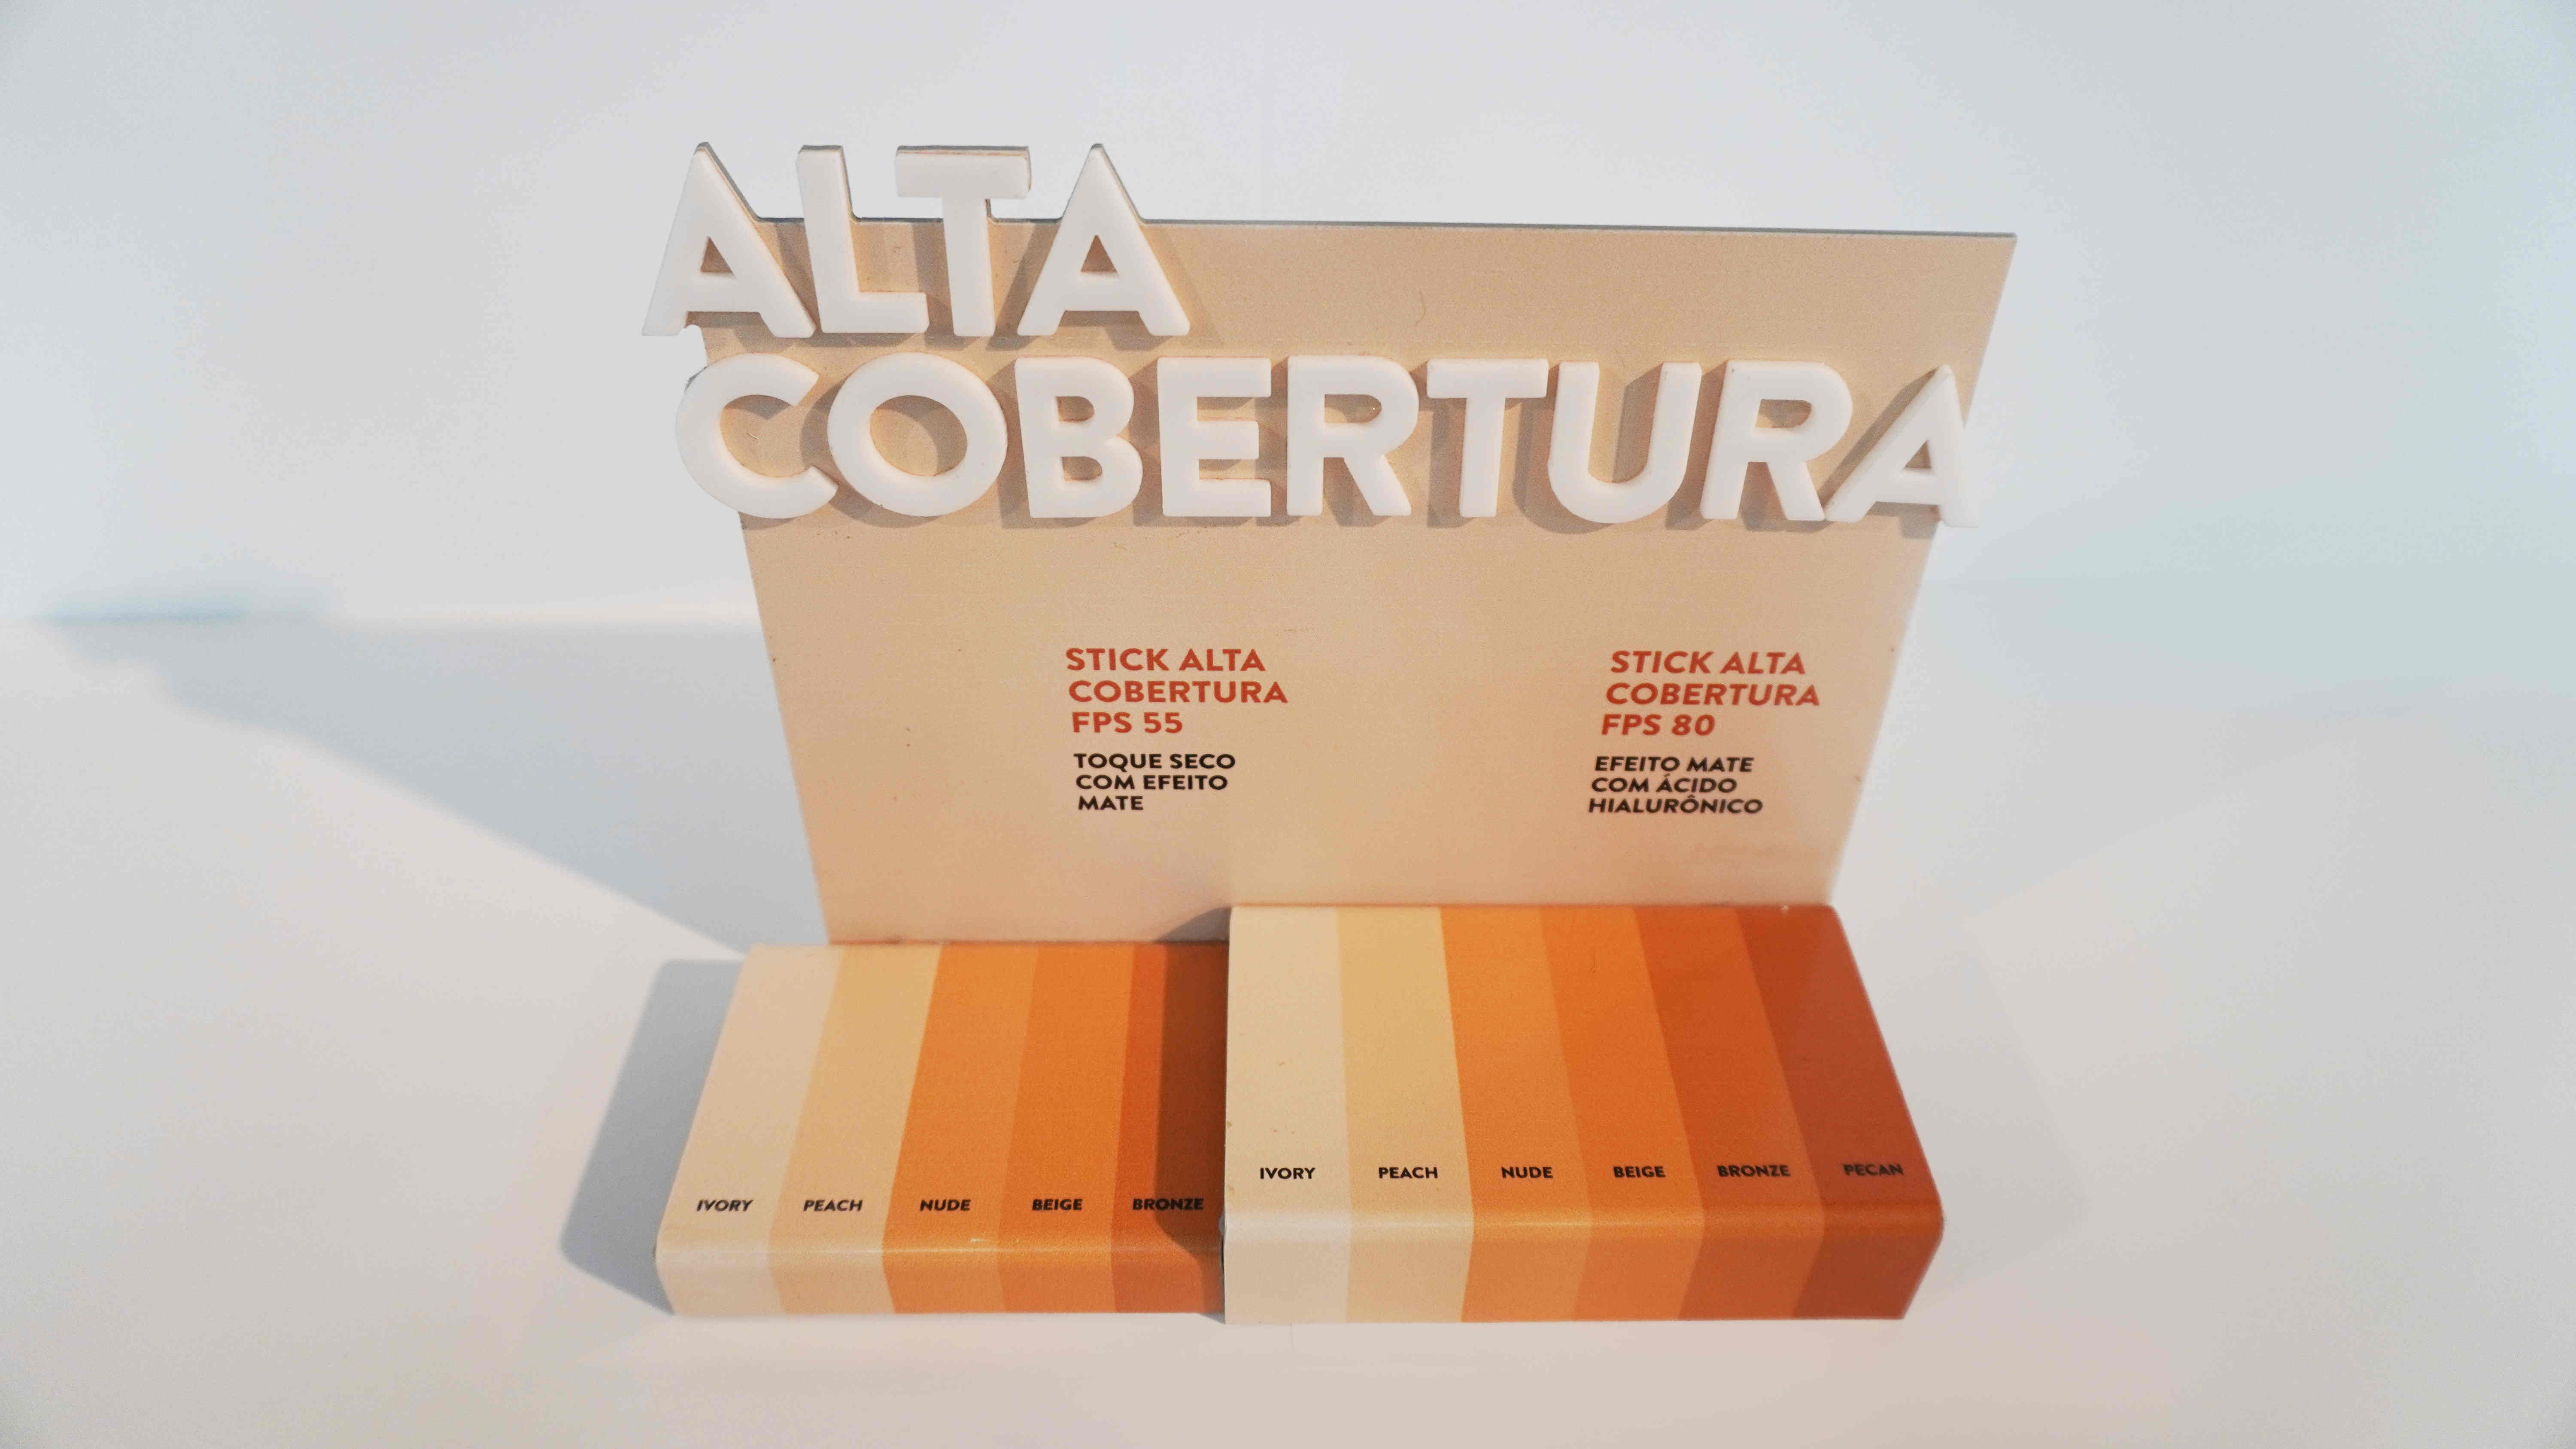 ALTA
COBERTURA
STICK ALTA
COBERTURA
FPS 55
TOQUE SECO
COM EFEITO
MATE
STICK ALTA
COBERTURA
FPS 80
EFEITO MATE
COM ÁCIDO
HIALURÔNICO
IVORY PEACH NUDE BEIGE BRONZE
IVORY PEACH NUDE BEIGE BRONZE PECAN